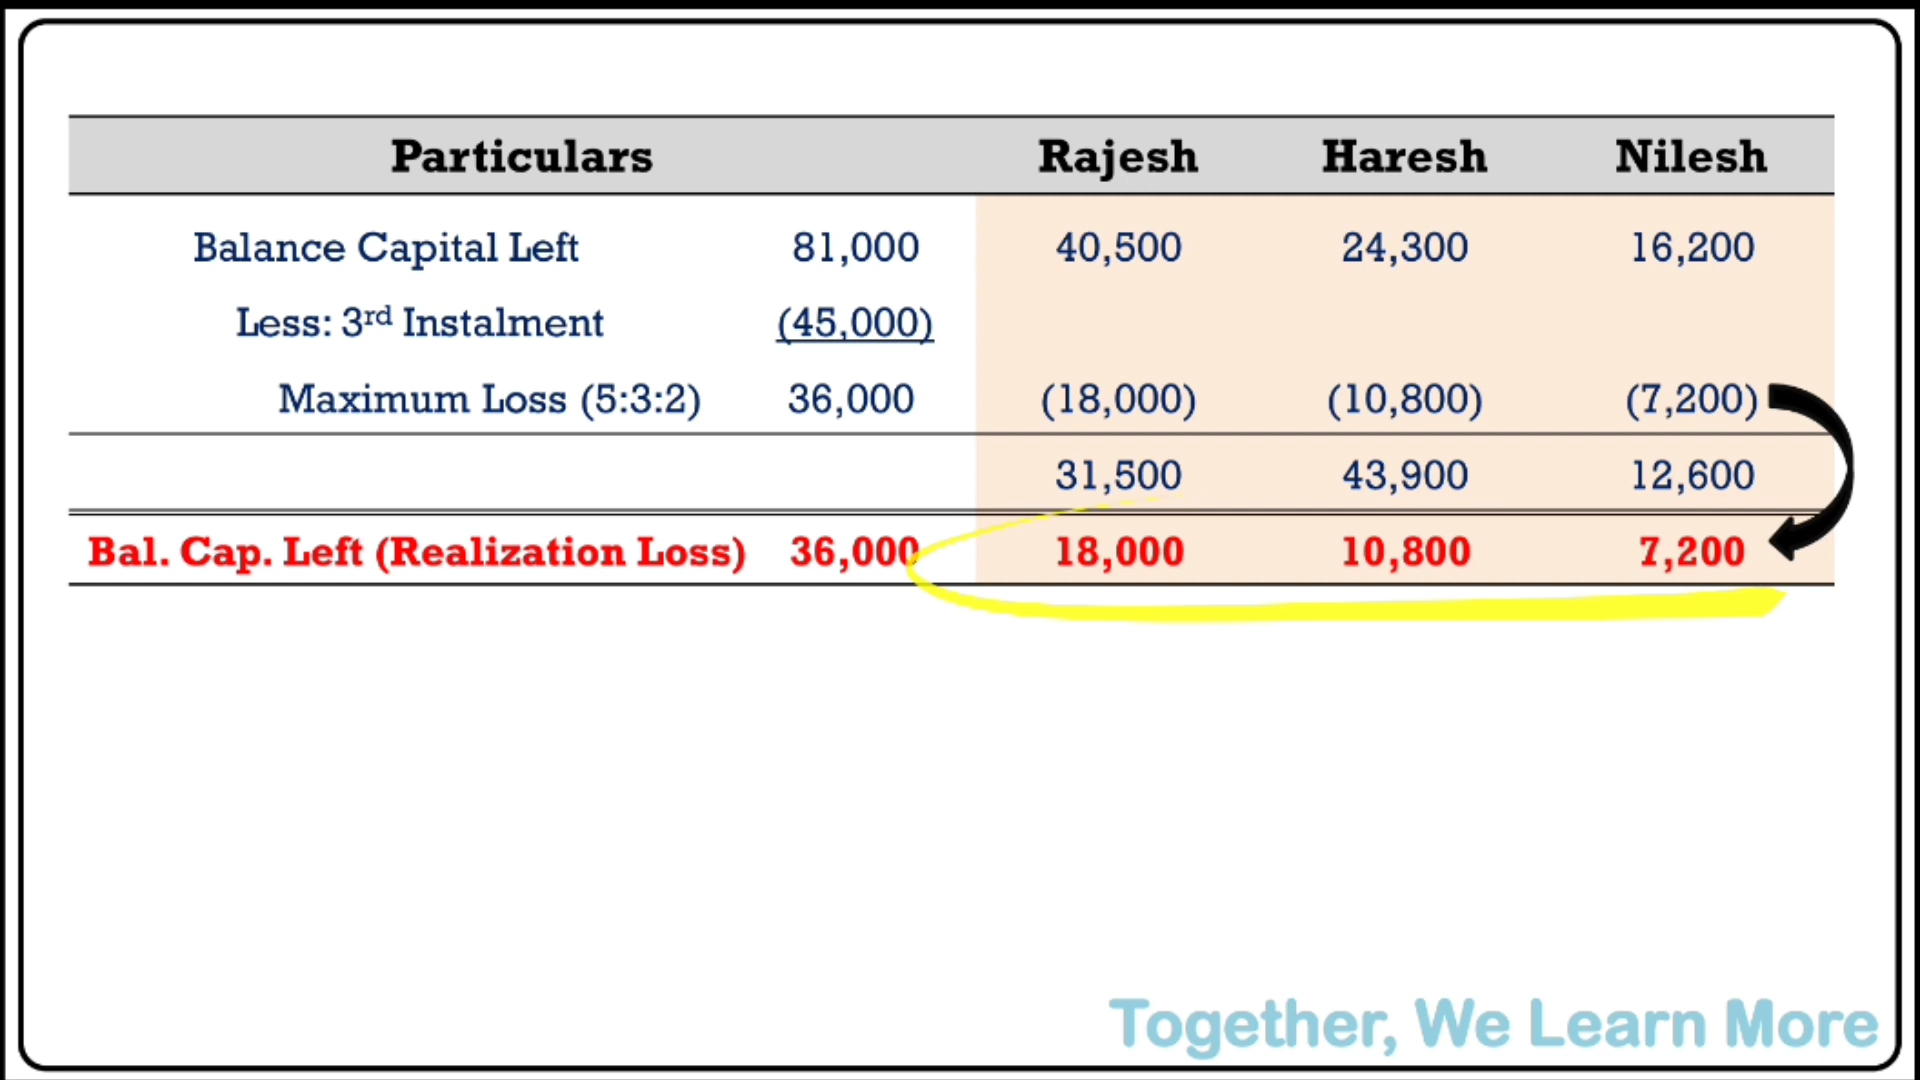 Particulars Rajesh Haresh Nilesh
Balance Capital Left 81,000 40,500 24,300 16,200
Less: 3rd Instalment (45,000)
Maximum Loss (5:3:2) 36,000 (18,000) (10,800) (7,200)
31,500 43,900 12,600
Bal. Cap. Left (Realization Loss) 36,000 18,000 10,800 7,200
Together, We Learn More